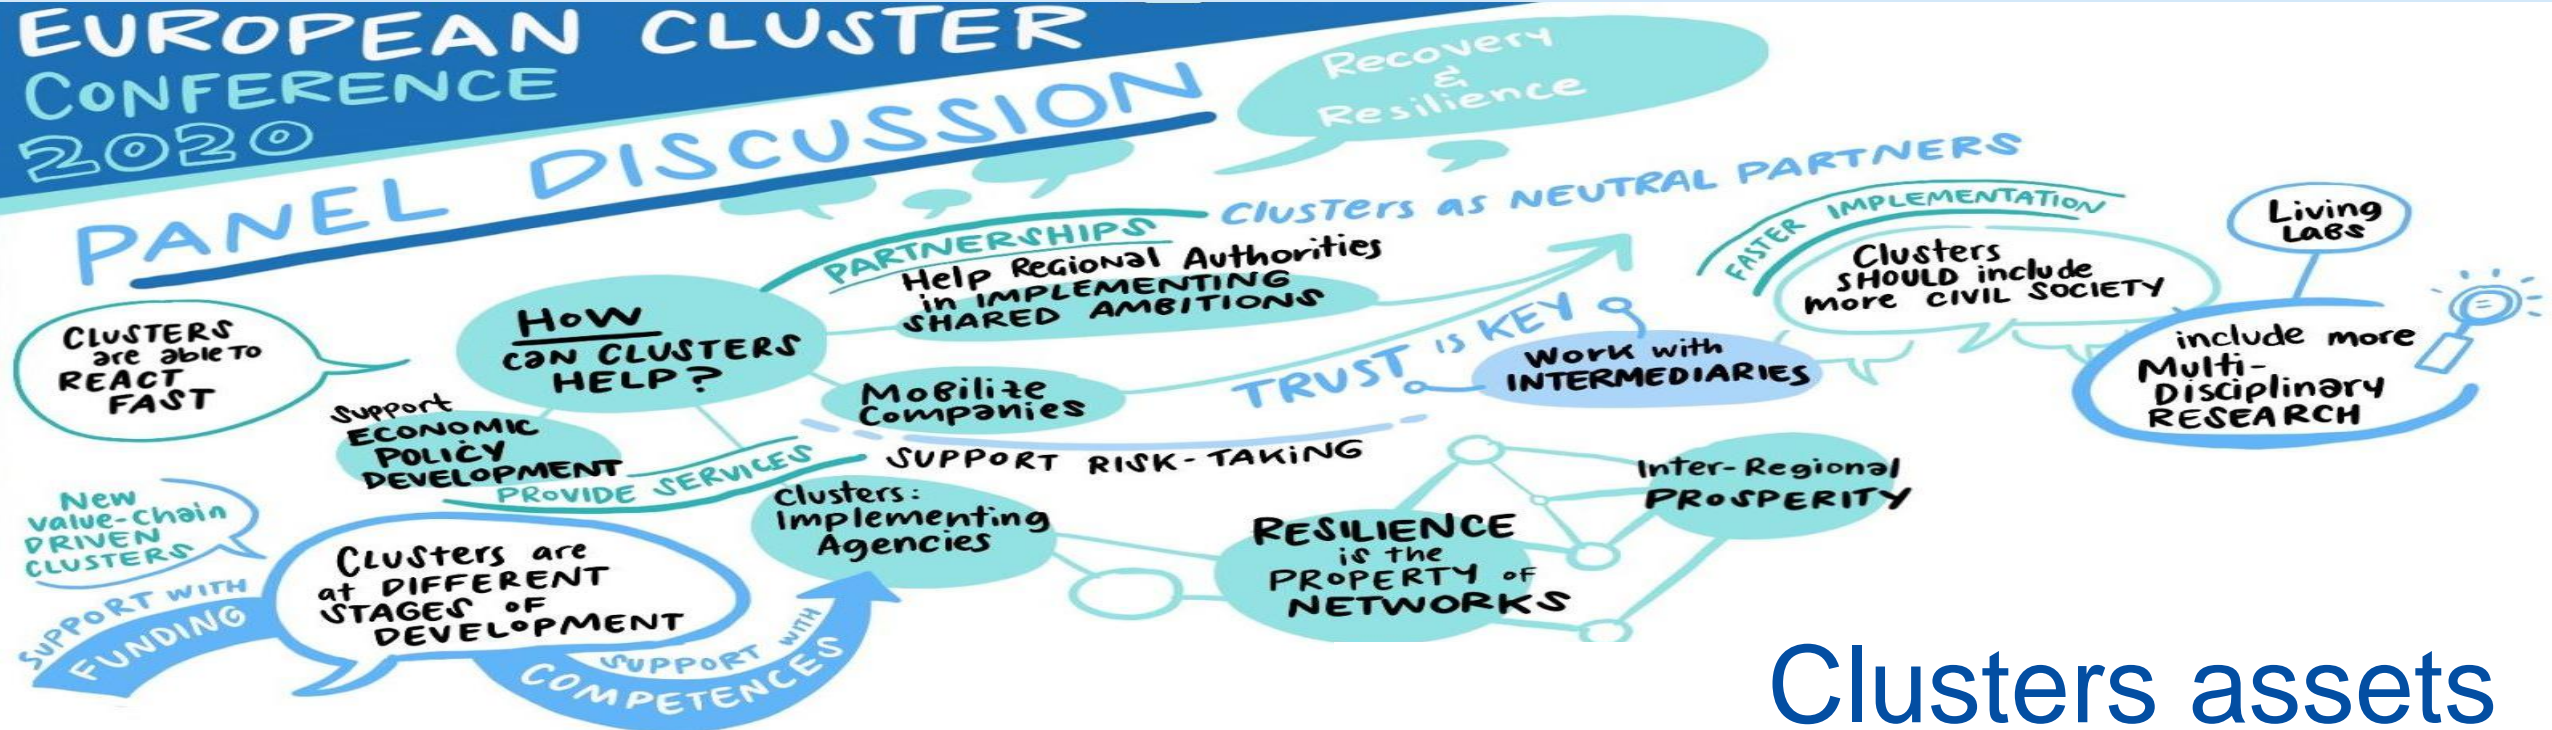 EUROPEAN CLUSTER
CONFERENCE
2020
PANEL DISCUSSION
Recovery
&
Resilience
CLUSTERS
are able TO
REACT
FAST
HOW
CAN CLUSTERS
HELP?
PARTNERSHIPS
Clusters as NEUTRAL PARTNERS
Help Regional Authorities
in IMPLEMENTING
SHARED AMBITIONS
Mobilize
Companies
TRUST IS KEY
Work with
INTERMEDIARIES
FASTER IMPLEMENTATION
Clusters
SHOULD include
more CIVIL SOCIETY
Living
LABS
include more
Multi-
Disciplinary
RESEARCH
Support
ECONOMIC
POLICY
DEVELOPMENT
PROVIDE SERVICES
SUPPORT RISK-TAKING
New
Value-Chain
DRIVEN
CLUSTERS
SUPPORT WITH
FUNDING
Clusters are
at DIFFERENT
STAGES OF
DEVELOPMENT
SUPPORT WITH
COMPETENCES
Clusters:
Implementing
Agencies
RESILIENCE
is the
PROPERTY OF
NETWORKS
Inter-Regional
PROSPERITY
Clusters assets